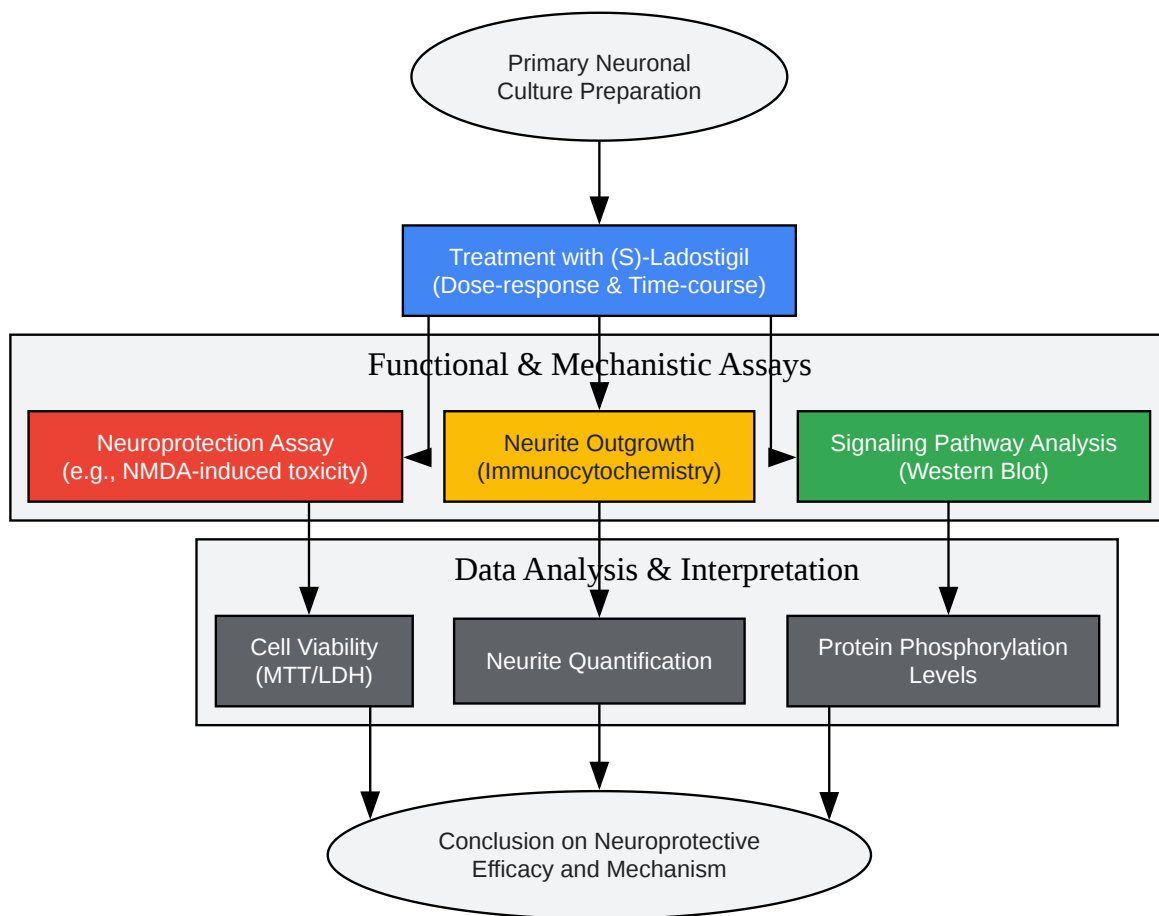 Primary Neuronal
Culture Preparation
Treatment with (S)-Ladostigil
(Dose-response & Time-course)
Functional & Mechanistic Assays
Neuroprotection Assay
(e.g., NMDA-induced toxicity)
Neurite Outgrowth
(Immunocytochemistry)
Signaling Pathway Analysis
(Western Blot)
Data Analysis & Interpretation
Cell Viability
(MTT/LDH)
Neurite Quantification
Protein Phosphorylation
Levels
Conclusion on Neuroprotective
Efficacy and Mechanism